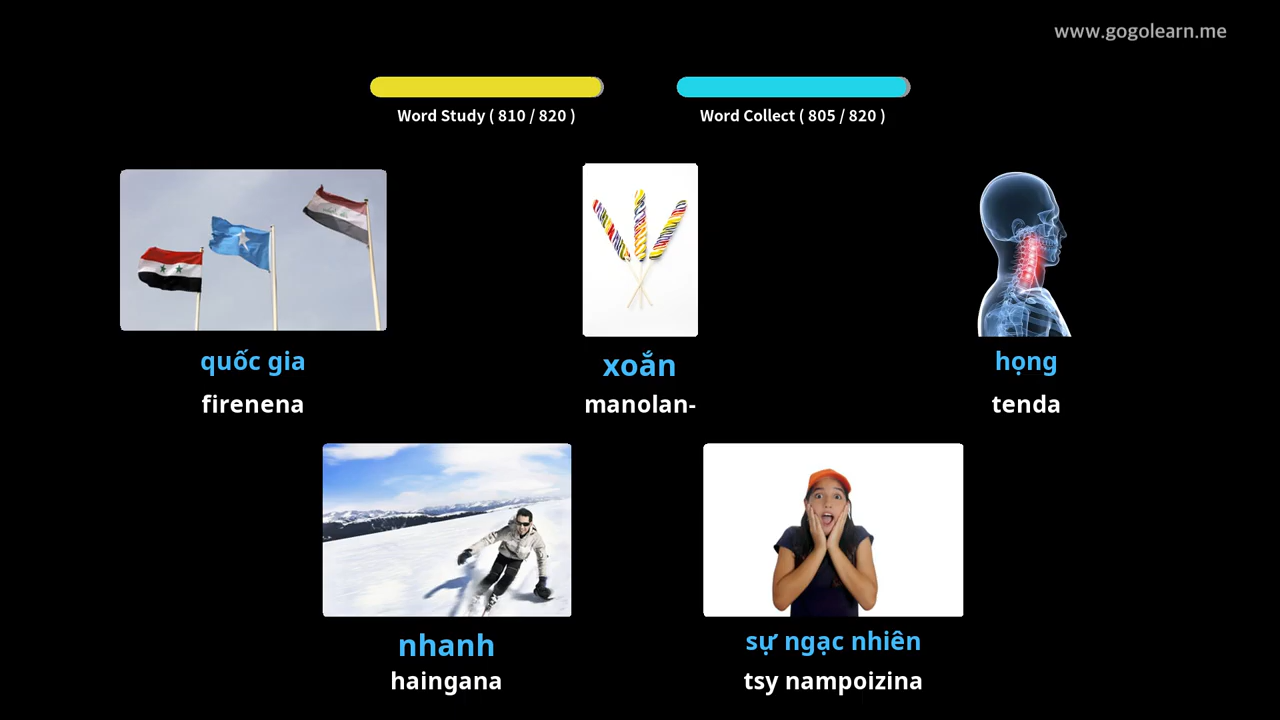 www.gogolearn.me
Word Study ( 810 / 820 )
Word Collect ( 805 / 820 )
quốc gia
firenena
xoắn
manolan-
họng
tenda
nhanh
haingana
sự ngạc nhiên
tsy nampoizina